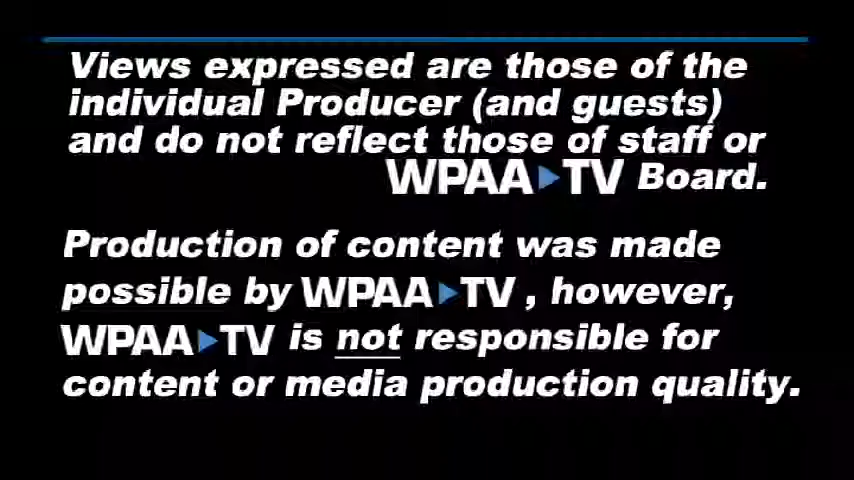 Views expressed are those of the
individual Producer (and guests)
and do not reflect those of staff or
WPAA TV Board.
Production of content was made
possible by WPAA TV , however,
WPAA TV is not responsible for
content or media production quality.